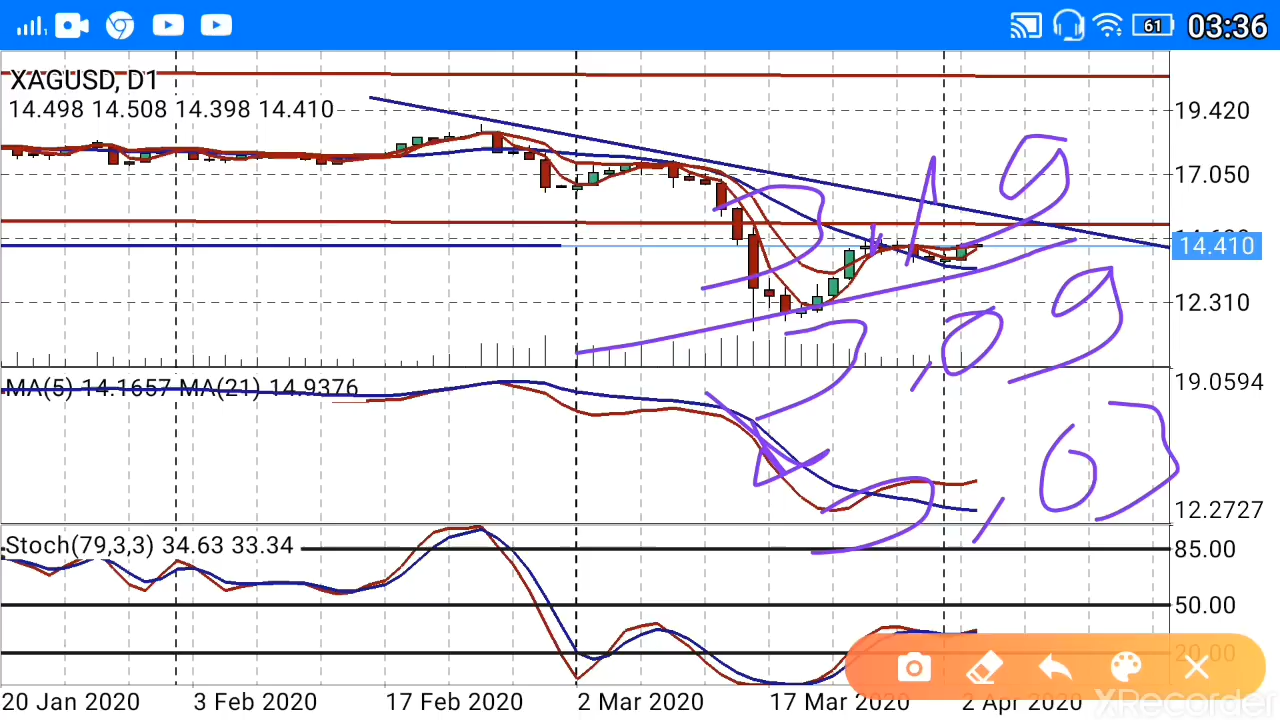 61 03:36
XAGUSD, D1
14.498 14.508 14.398 14.410
19.420
17.050
14.410
12.310
MA(5) 14.1657 MA(21) 14.9376
19.0594
12.2727
Stoch(79,3,3) 34.63 33.34
85.00
50.00
20.00
20 Jan 2020 3 Feb 2020 17 Feb 2020 2 Mar 2020 17 Mar 2020 2 Apr 2020
XRecorder